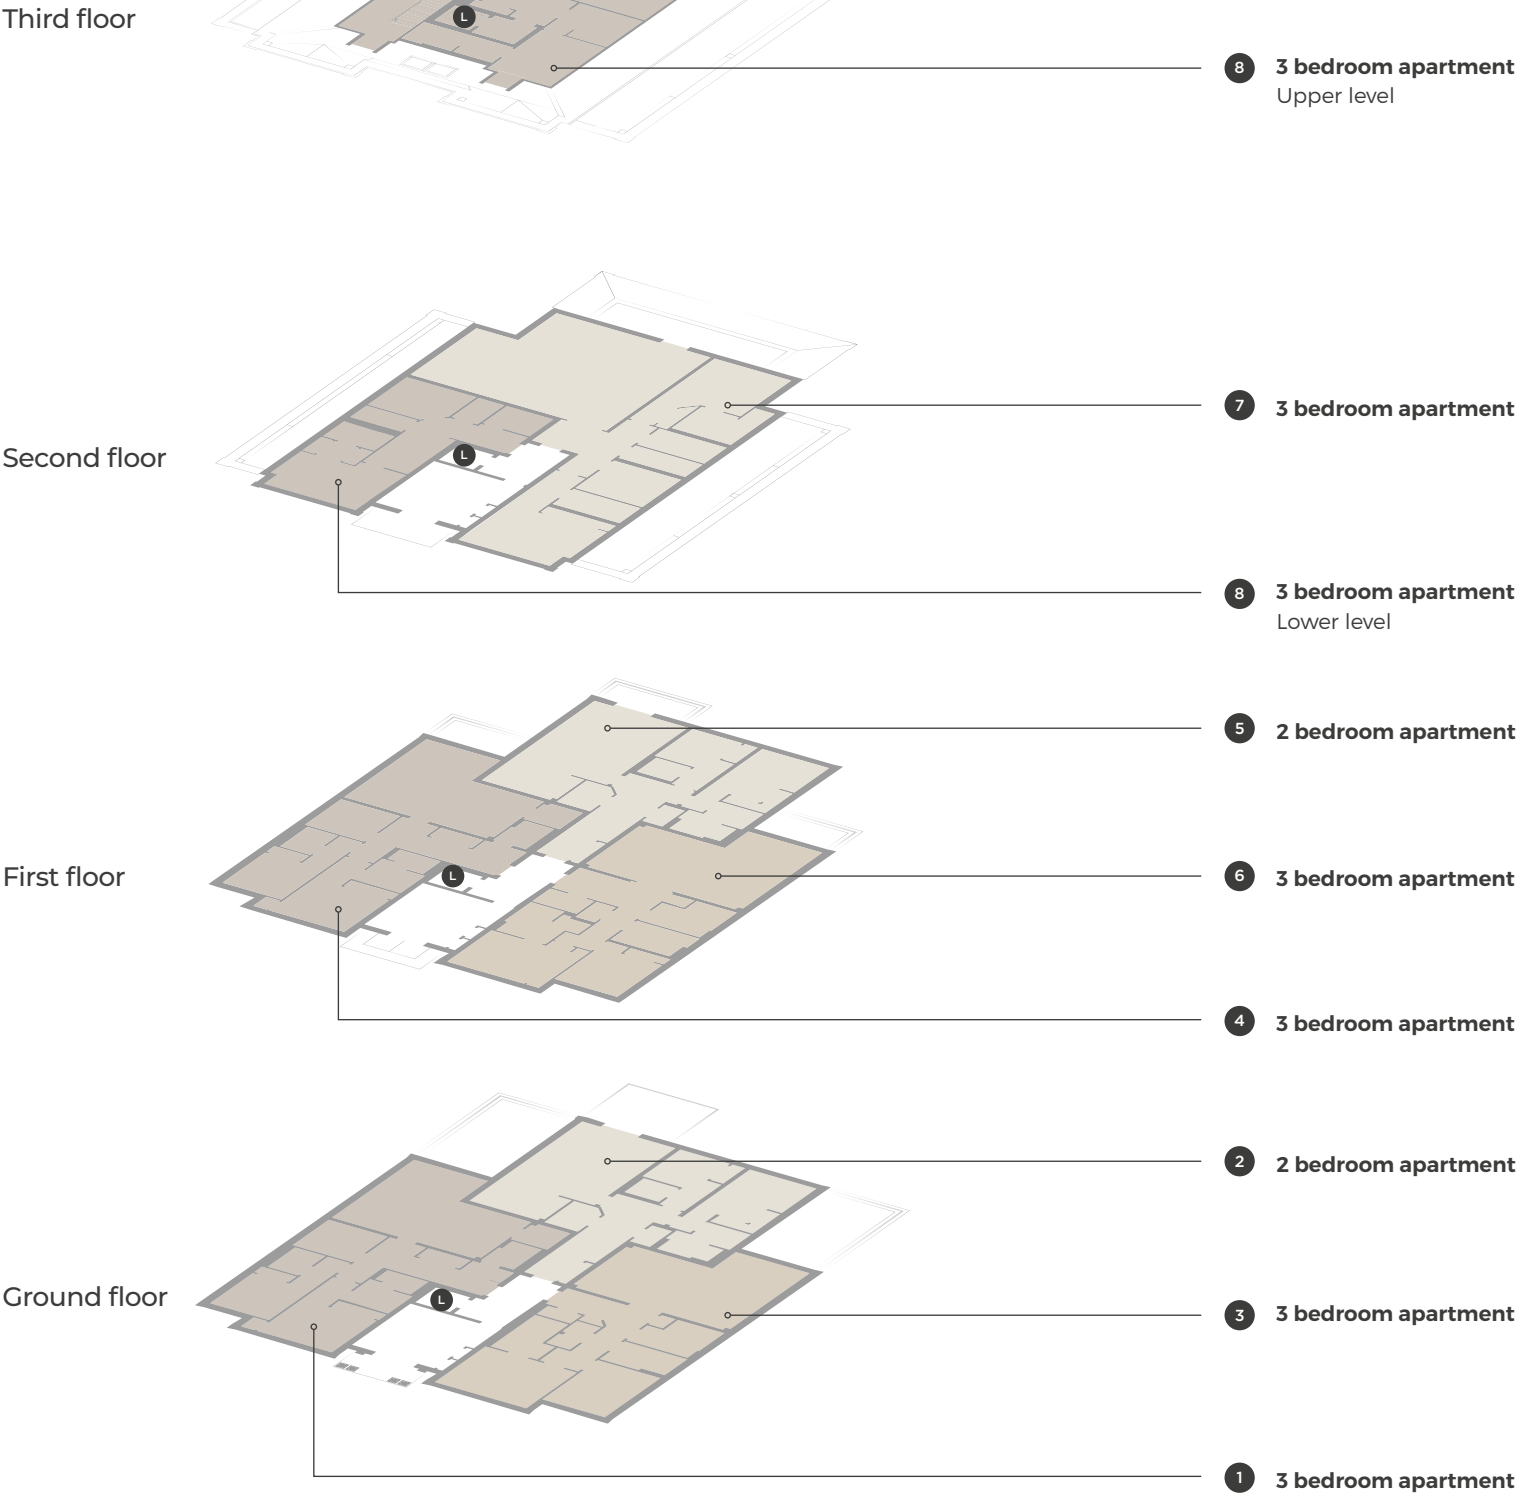 Third floor
L
8 3 bedroom apartment
Upper level
7 3 bedroom apartment
Second floor
L
8 3 bedroom apartment
Lower level
5 2 bedroom apartment
First floor
L
6 3 bedroom apartment
4 3 bedroom apartment
2 2 bedroom apartment
Ground floor
L
3 3 bedroom apartment
1 3 bedroom apartment